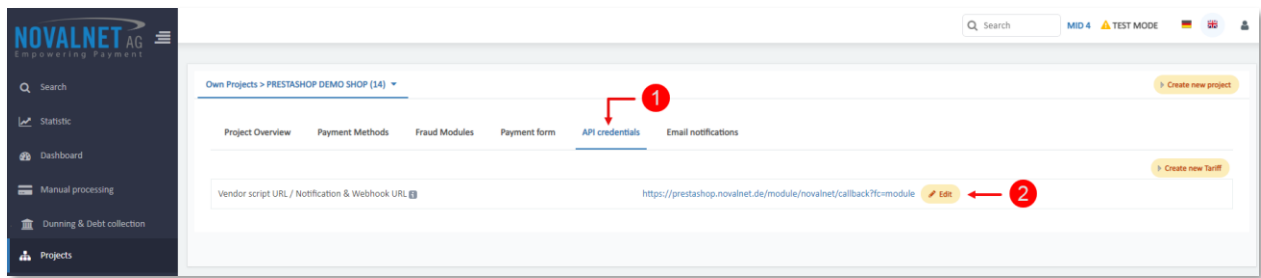 NOVALNET AG
Empowering Payment
Search
MID 4
TEST MODE
Search
Statistic
Dashboard
Manual processing
Dunning & Debt collection
Projects
Own Projects > PRESTASHOP DEMO SHOP (14)
Create new project
1
Project Overview
Payment Methods
Fraud Modules
Payment form
API credentials
Email notifications
Create new Tariff
Vendor script URL / Notification & Webhook URL
https://prestashop.novalnet.de/module/novalnet/callback?fc=module
Edit
2